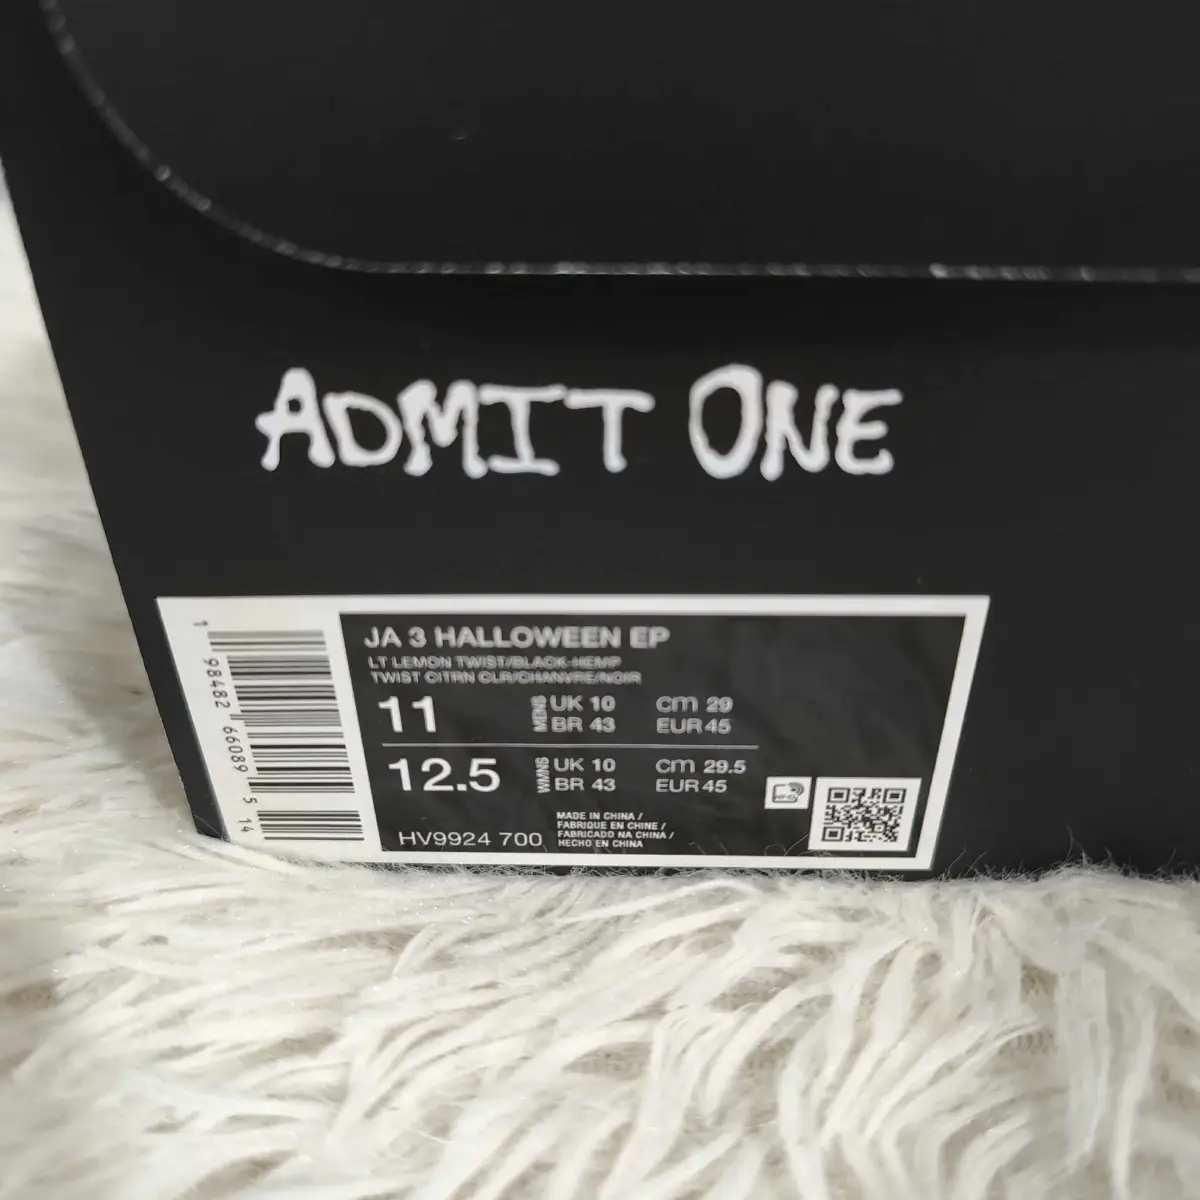 ADMIT ONE
JA 3 HALLOWEEN EP
LT LEMON TWIST/BLACK-HEMP
TWIST CITRN CLR/CHANVRE/NOIR
11 MENS UK 10 cm 29
BR 43 EUR 45
12.5 WMNS UK 10 cm 29.5
BR 43 EUR 45
HV9924 700
MADE IN CHINA /
FABRIQUE EN CHINE /
FABRICADO NA CHINA /
HECHO EN CHINA
1 98482 66089 5 14